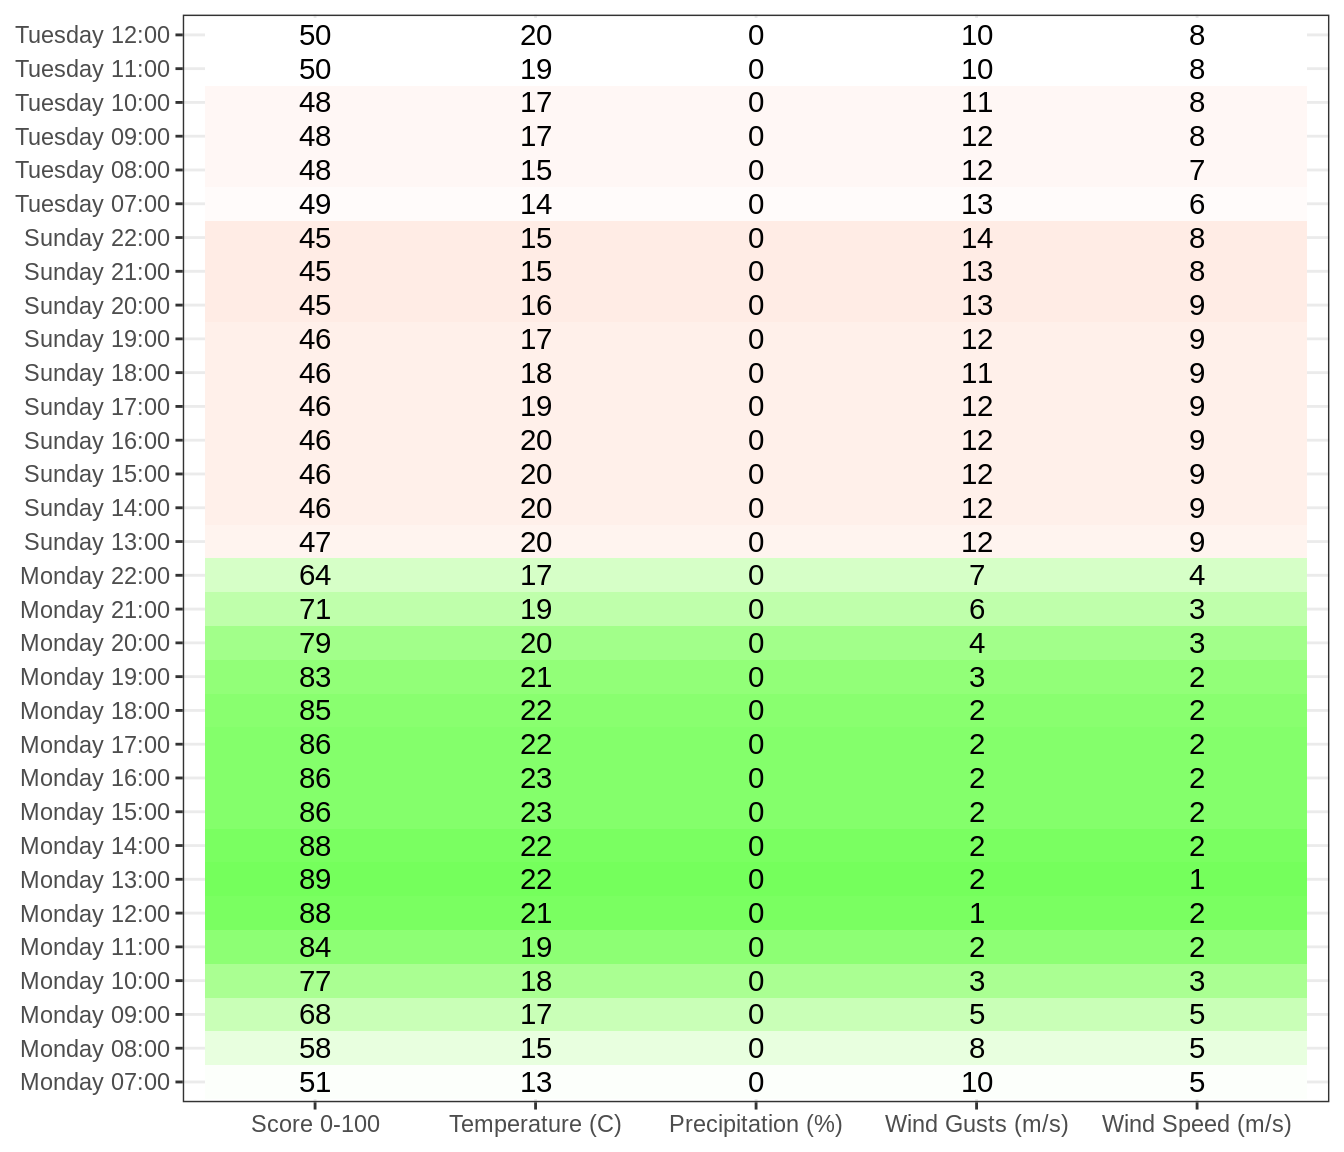 Tuesday 12:00 50 20 0 10 8
Tuesday 11:00 50 19 0 10 8
Tuesday 10:00 48 17 0 11 8
Tuesday 09:00 48 17 0 12 8
Tuesday 08:00 48 15 0 12 7
Tuesday 07:00 49 14 0 13 6
Sunday 22:00 45 15 0 14 8
Sunday 21:00 45 15 0 13 8
Sunday 20:00 45 16 0 13 9
Sunday 19:00 46 17 0 12 9
Sunday 18:00 46 18 0 11 9
Sunday 17:00 46 19 0 12 9
Sunday 16:00 46 20 0 12 9
Sunday 15:00 46 20 0 12 9
Sunday 14:00 46 20 0 12 9
Sunday 13:00 47 20 0 12 9
Monday 22:00 64 17 0 7 4
Monday 21:00 71 19 0 6 3
Monday 20:00 79 20 0 4 3
Monday 19:00 83 21 0 3 2
Monday 18:00 85 22 0 2 2
Monday 17:00 86 22 0 2 2
Monday 16:00 86 23 0 2 2
Monday 15:00 86 23 0 2 2
Monday 14:00 88 22 0 2 2
Monday 13:00 89 22 0 2 1
Monday 12:00 88 21 0 1 2
Monday 11:00 84 19 0 2 2
Monday 10:00 77 18 0 3 3
Monday 09:00 68 17 0 5 5
Monday 08:00 58 15 0 8 5
Monday 07:00 51 13 0 10 5
Score 0-100 Temperature (C) Precipitation (%) Wind Gusts (m/s) Wind Speed (m/s)